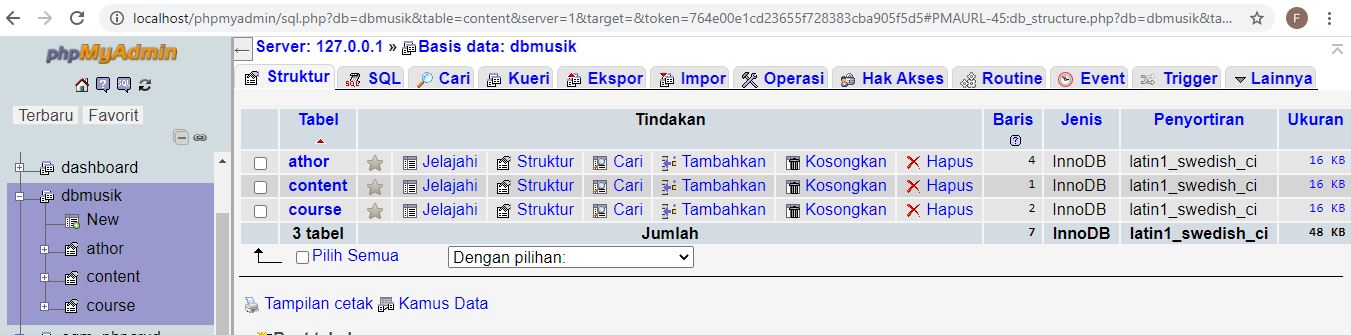 localhost/phpmyadmin/sql.php?db=dbmusik&table=content&server=1&target=&token=764e00e1cd23655f728383cba905f5d5#PMAURL-45:db_structure.php?db=dbmusik&ta...
F
phpMyAdmin
Terbaru Favorit
dashboard
dbmusik
New
athor
content
course
Server: 127.0.0.1 » Basis data: dbmusik
Struktur SQL Cari Kueri Ekspor Impor Operasi Hak Akses Routine Event Trigger Lainnya
Tabel Tindakan Baris Jenis Penyortiran Ukuran
athor Jelajahi Struktur Cari Tambahkan Kosongkan Hapus 4 InnoDB latin1_swedish_ci 16 KB
content Jelajahi Struktur Cari Tambahkan Kosongkan Hapus 1 InnoDB latin1_swedish_ci 16 KB
course Jelajahi Struktur Cari Tambahkan Kosongkan Hapus 2 InnoDB latin1_swedish_ci 16 KB
3 tabel Jumlah 7 InnoDB latin1_swedish_ci 48 KB
Pilih Semua Dengan pilihan:
Tampilan cetak Kamus Data